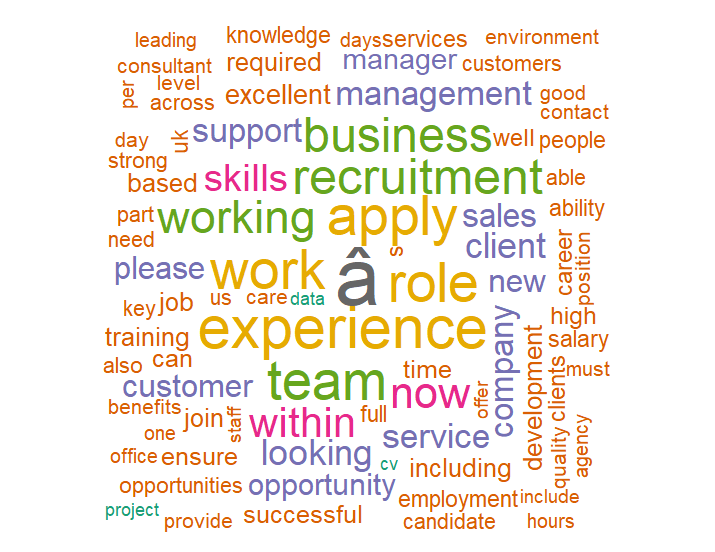 leading knowledge days services environment
consultant required manager customers
per level across excellent management good contact
day uk support business well people
strong based skills recruitment able
part working apply sales ability
need please work â s role client new career position
key job us care data high
training experience company salary
also can team time development clients must
customer now offer
benefits join staff within full service quality agency
one looking cv including
office ensure
opportunities opportunity employment include
project provide successful candidate hours